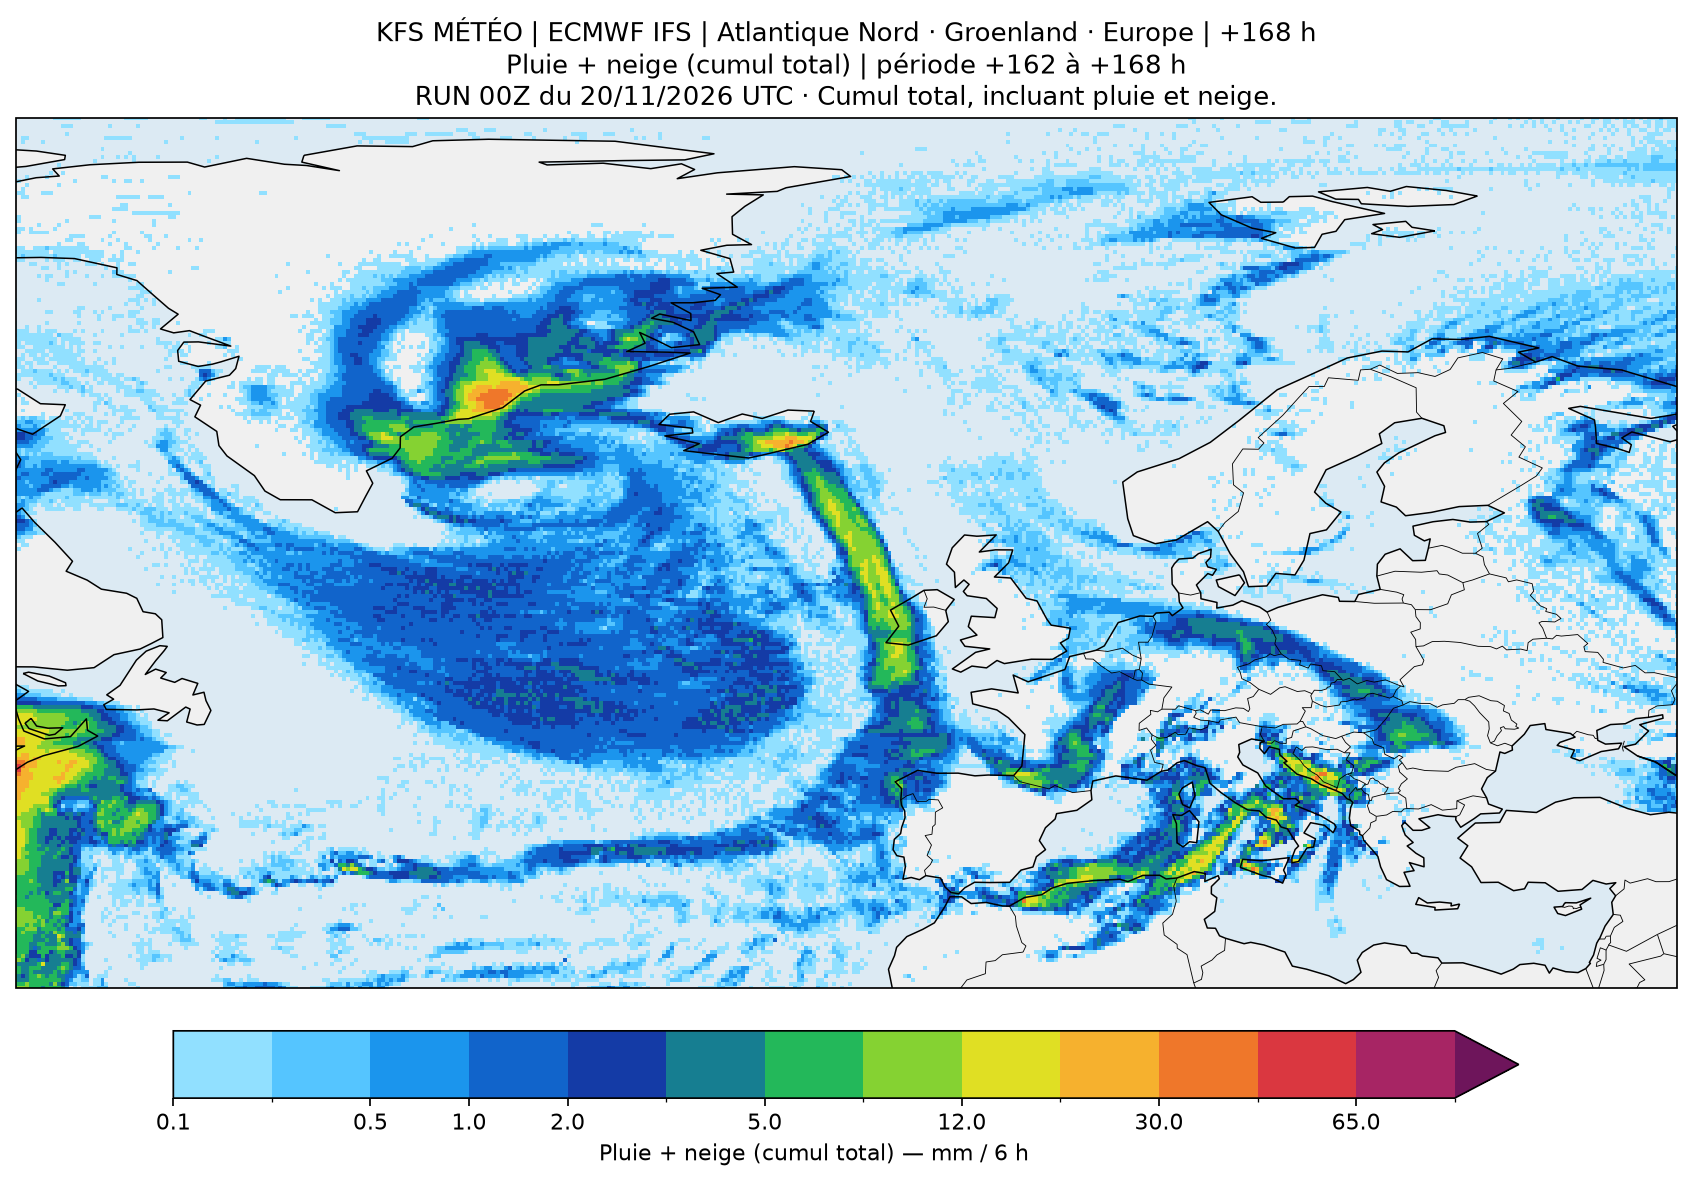 KFS MÉTÉO | ECMWF IFS | Atlantique Nord · Groenland · Europe | +168 h
Pluie + neige (cumul total) | période +162 à +168 h
RUN 00Z du 20/11/2026 UTC · Cumul total, incluant pluie et neige.
0.1 0.5 1.0 2.0 5.0 12.0 30.0 65.0
Pluie + neige (cumul total) — mm / 6 h